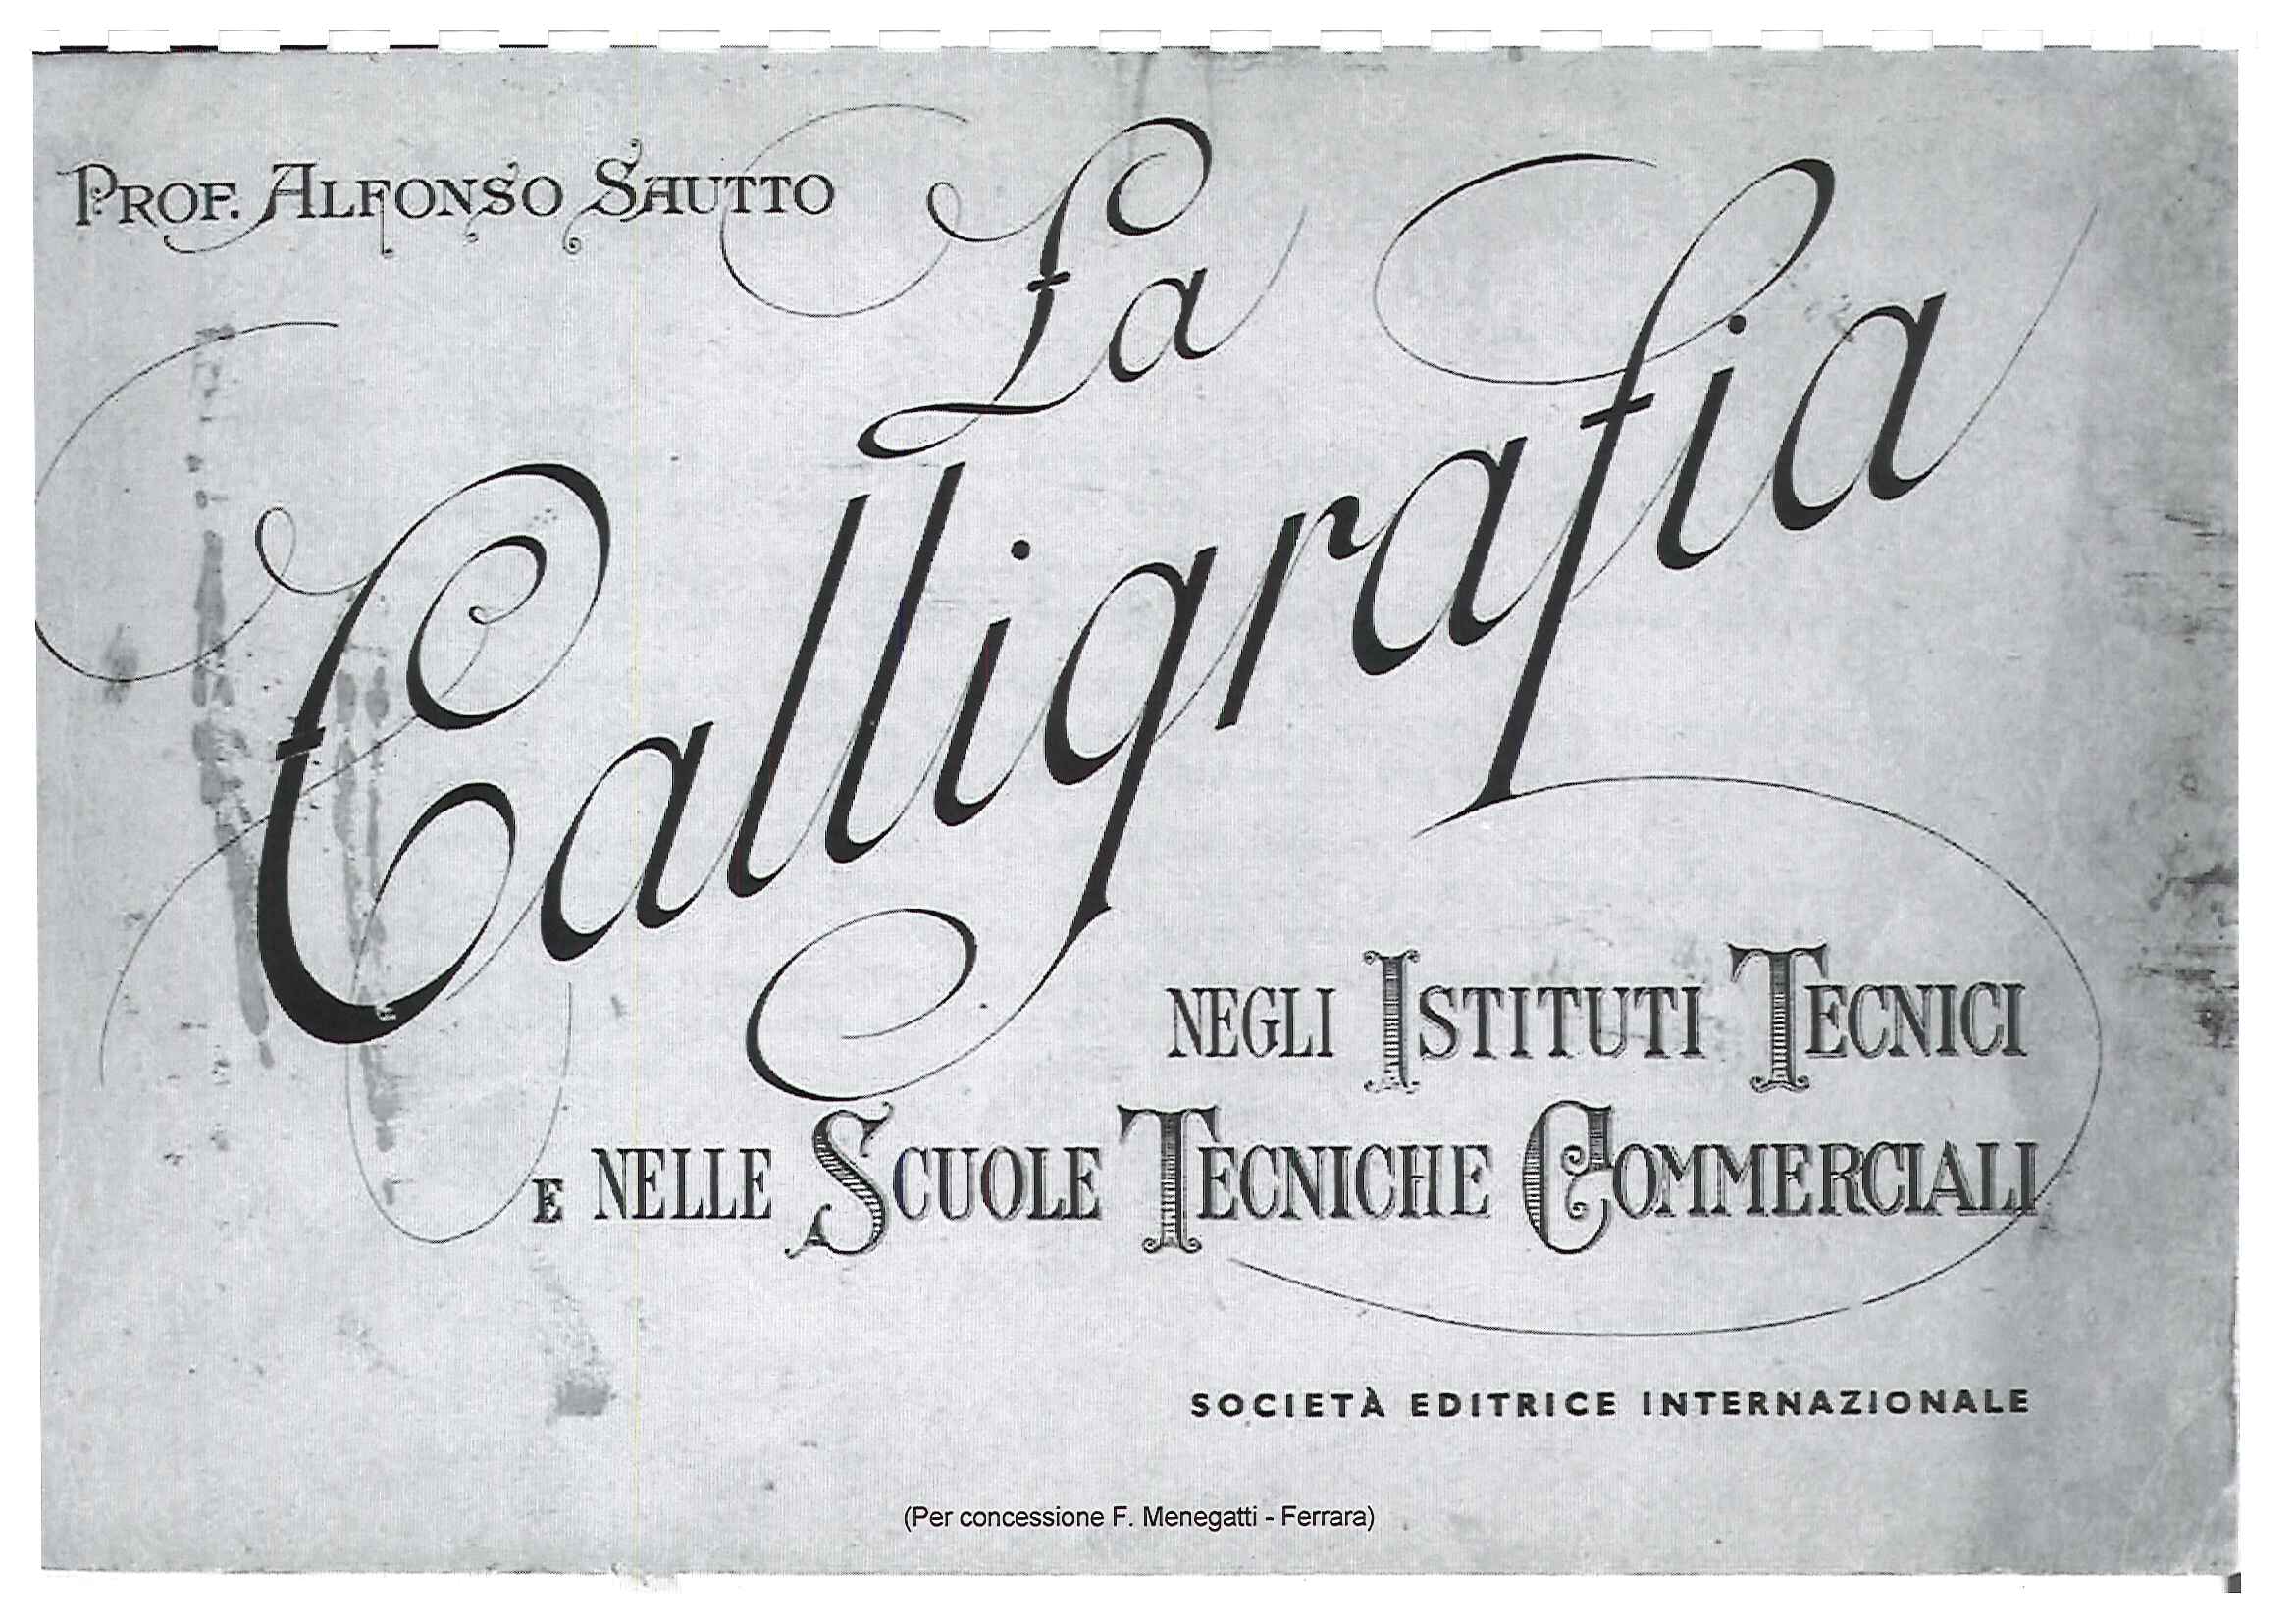 PROF. ALFONSO SAUTTO
La
Calligrafia
NEGLI ISTITUTI TECNICI
E NELLE SCUOLE TECNICHE COMMERCIALI
SOCIETÀ EDITRICE INTERNAZIONALE
(Per concessione F. Menegatti - Ferrara)